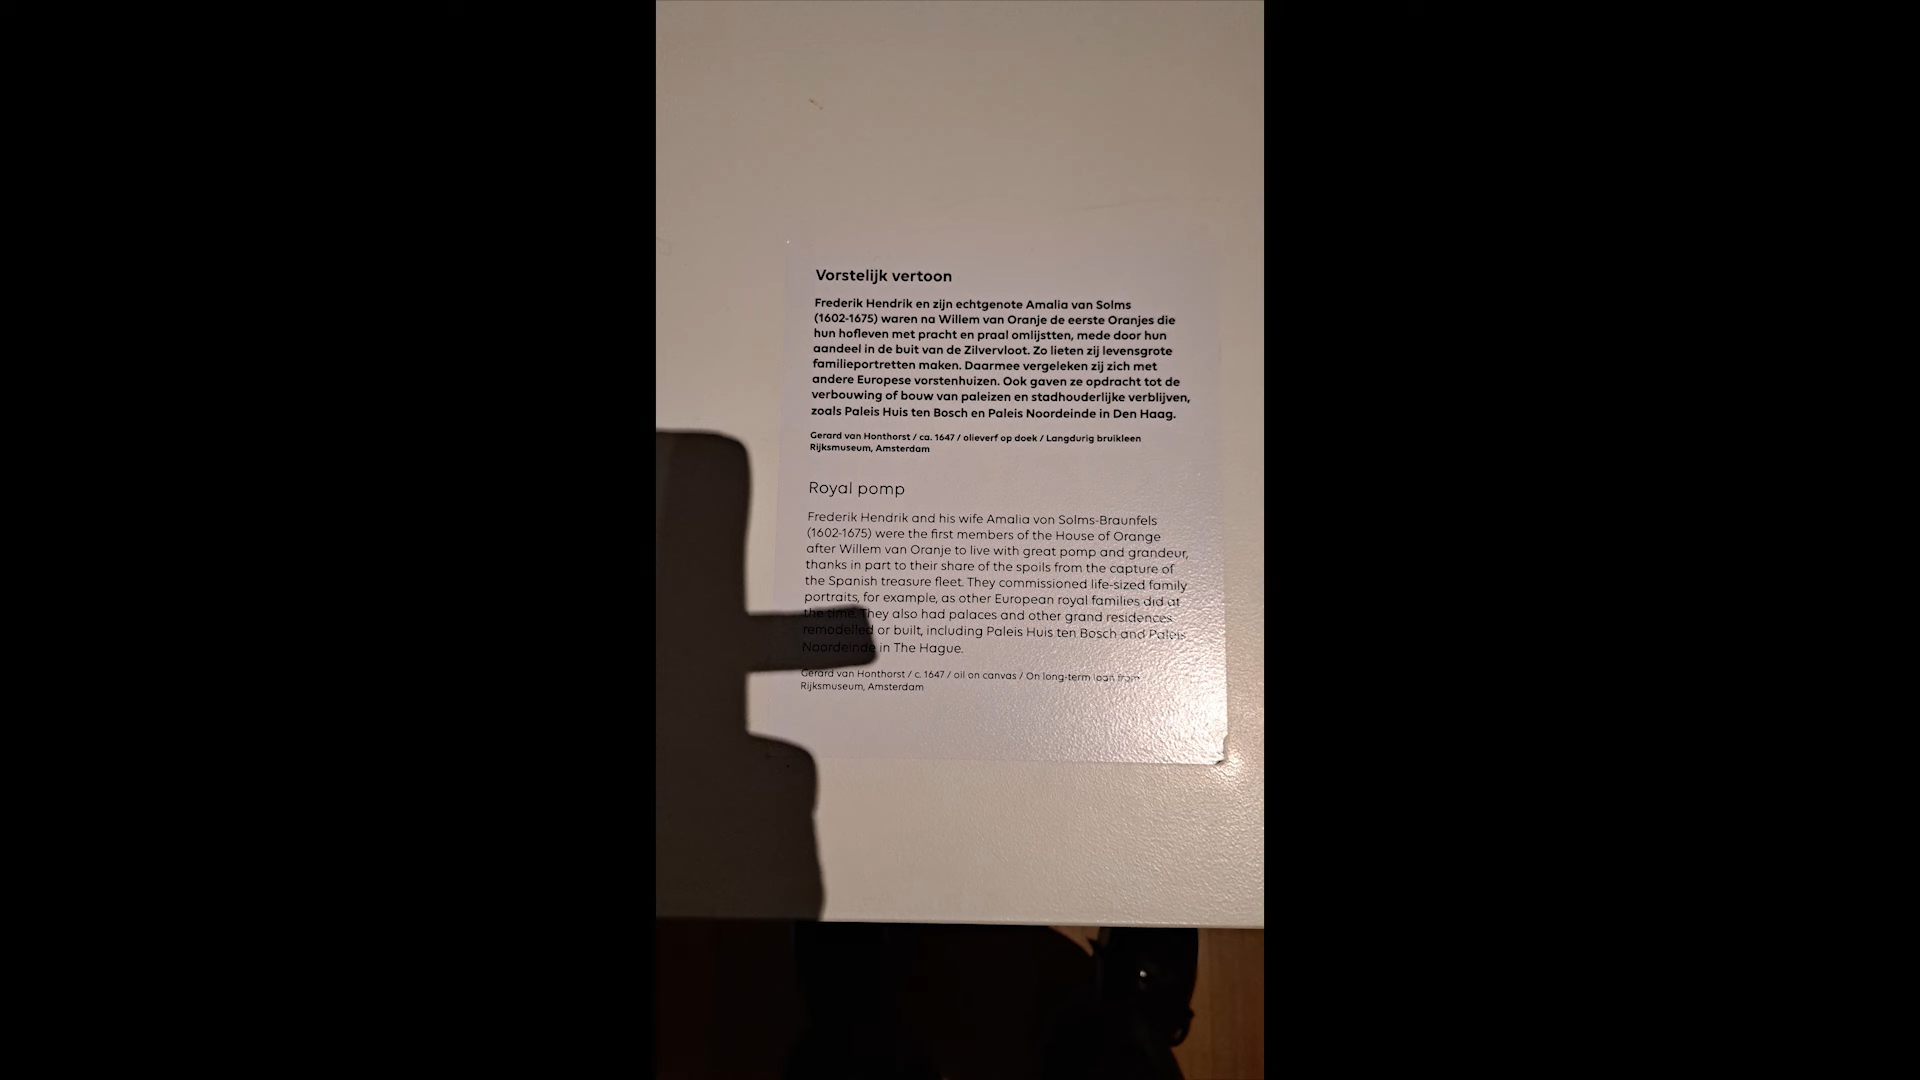 Vorstelijk vertoon
Frederik Hendrik en zijn echtgenote Amalia van Solms
(1602-1675) waren na Willem van Oranje de eerste Oranjes die
hun hofleven met pracht en praal omlijstten, mede door hun
aandeel in de buit van de Zilvervloot. Zo lieten zij levensgrote
familieportretten maken. Daarmee vergeleken zij zich met
andere Europese vorstenhuizen. Ook gaven ze opdracht tot de
verbouwing of bouw van paleizen en stadhouderlijke verblijven,
zoals Paleis Huis ten Bosch en Paleis Noordeinde in Den Haag.
Gerard van Honthorst / ca. 1647 / olieverf op doek / Langdurig bruikleen
Rijksmuseum, Amsterdam
Royal pomp
Frederik Hendrik and his wife Amalia von Solms-Braunfels
(1602-1675) were the first members of the House of Orange
after Willem van Oranje to live with great pomp and grandeur,
thanks in part to their share of the spoils from the capture of
the Spanish treasure fleet. They commissioned life-sized family
portraits, for example, as other European royal families did at
the time. They also had palaces and other grand residences
remodelled or built, including Paleis Huis ten Bosch and Paleis
Noordeinde in The Hague.
Gerard van Honthorst / c. 1647 / oil on canvas / On long-term loan from
Rijksmuseum, Amsterdam